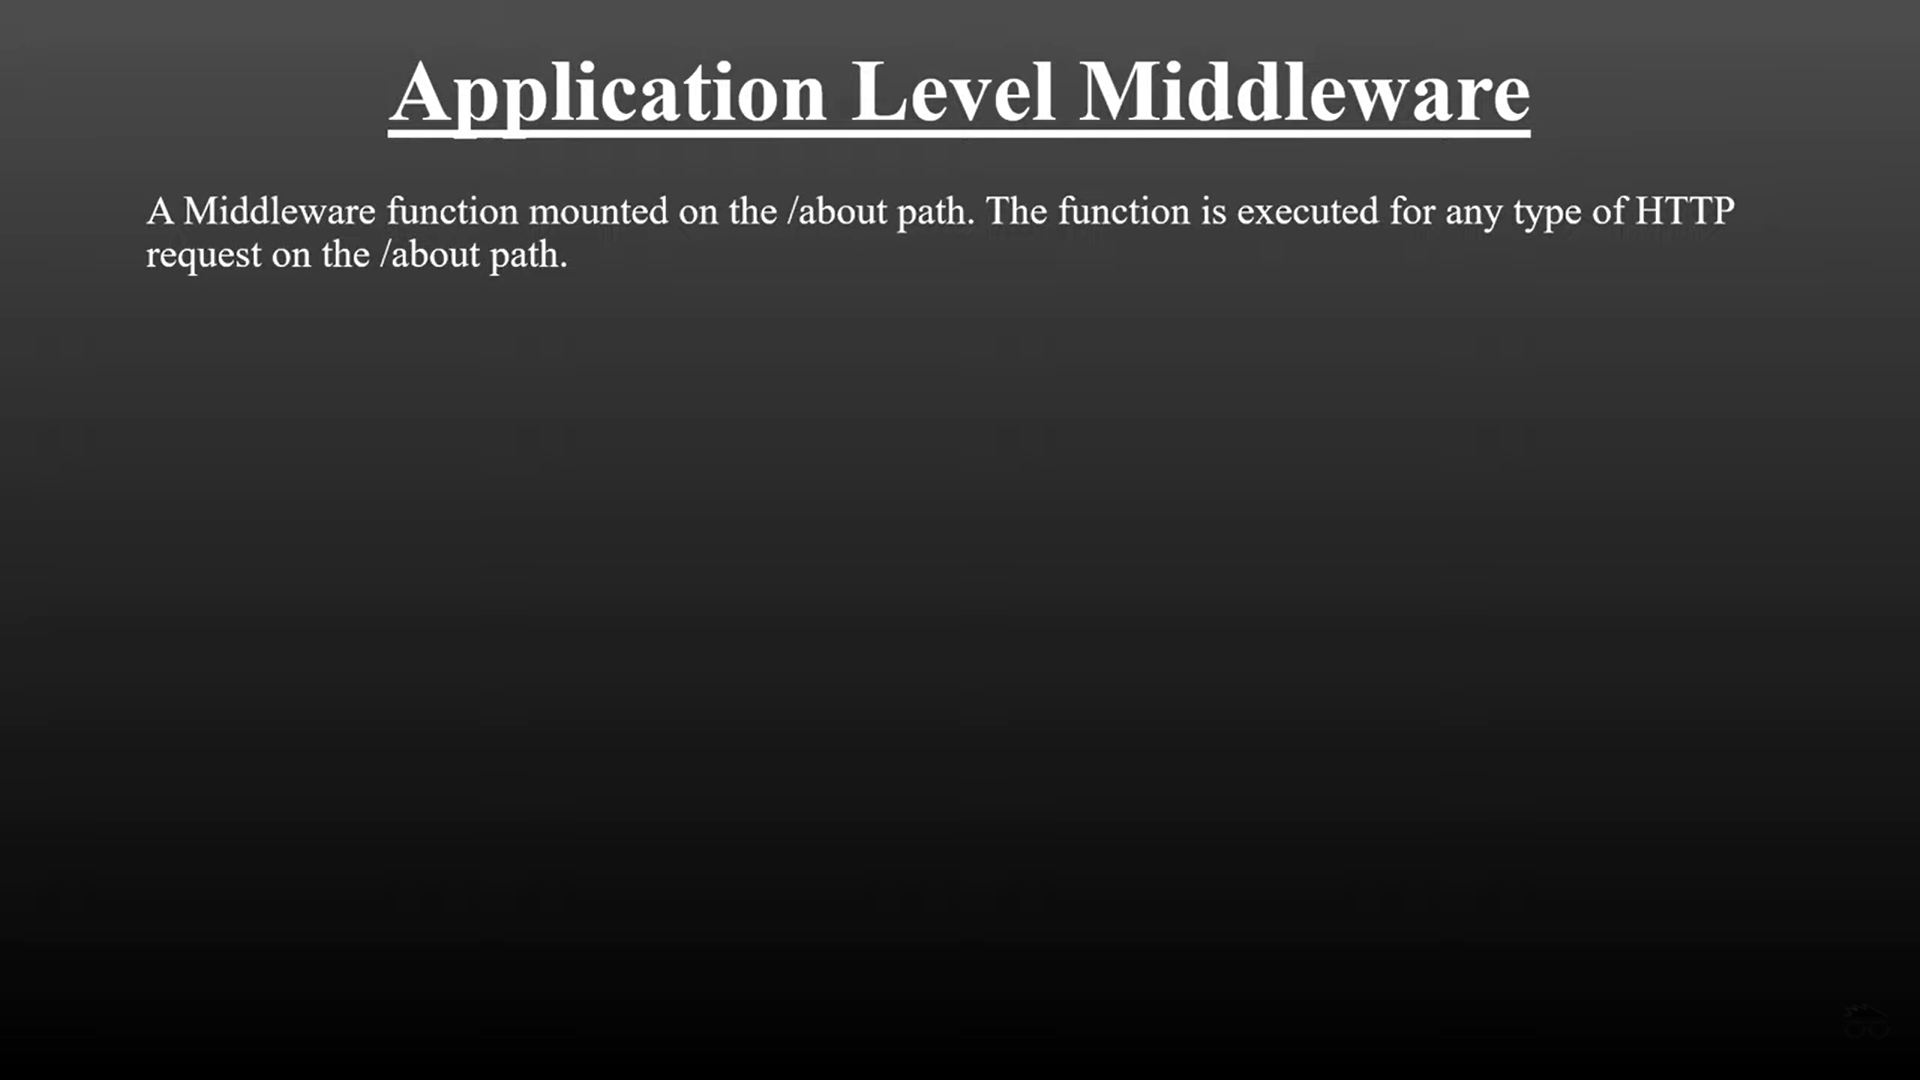 Application Level Middleware
A Middleware function mounted on the /about path. The function is executed for any type of HTTP
request on the /about path.